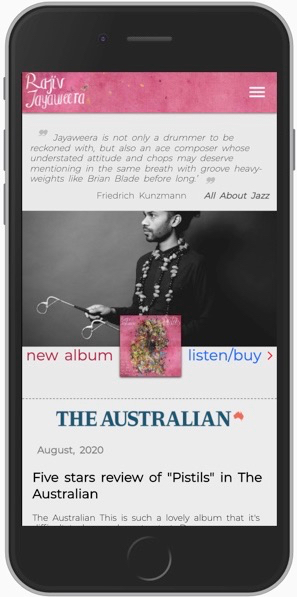 Rajiv
Jayaweera
" Jayaweera is not only a drummer to be
reckoned with, but also an ace composer whose
understated attitude and chops may deserve
mentioning in the same breath with groove heavy-
weights like Brian Blade before long.' "
Friedrich Kunzmann All About Jazz
new album listen/buy >
THE AUSTRALIAN
August, 2020
Five stars review of "Pistils" in The
Australian
The Australian This is such a lovely album that it's